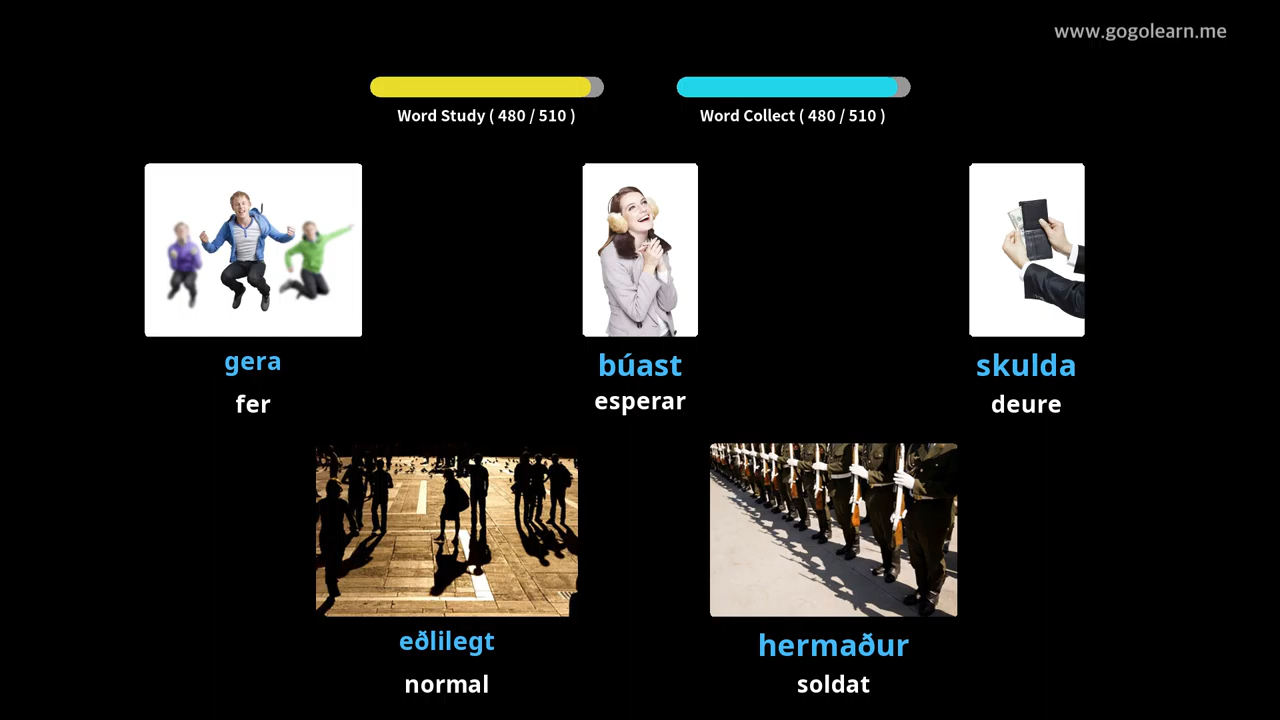 www.gogolearn.me
Word Study ( 480 / 510 )
Word Collect ( 480 / 510 )
gera
fer
búast
esperar
skulda
deure
eðlilegt
normal
hermaður
soldat